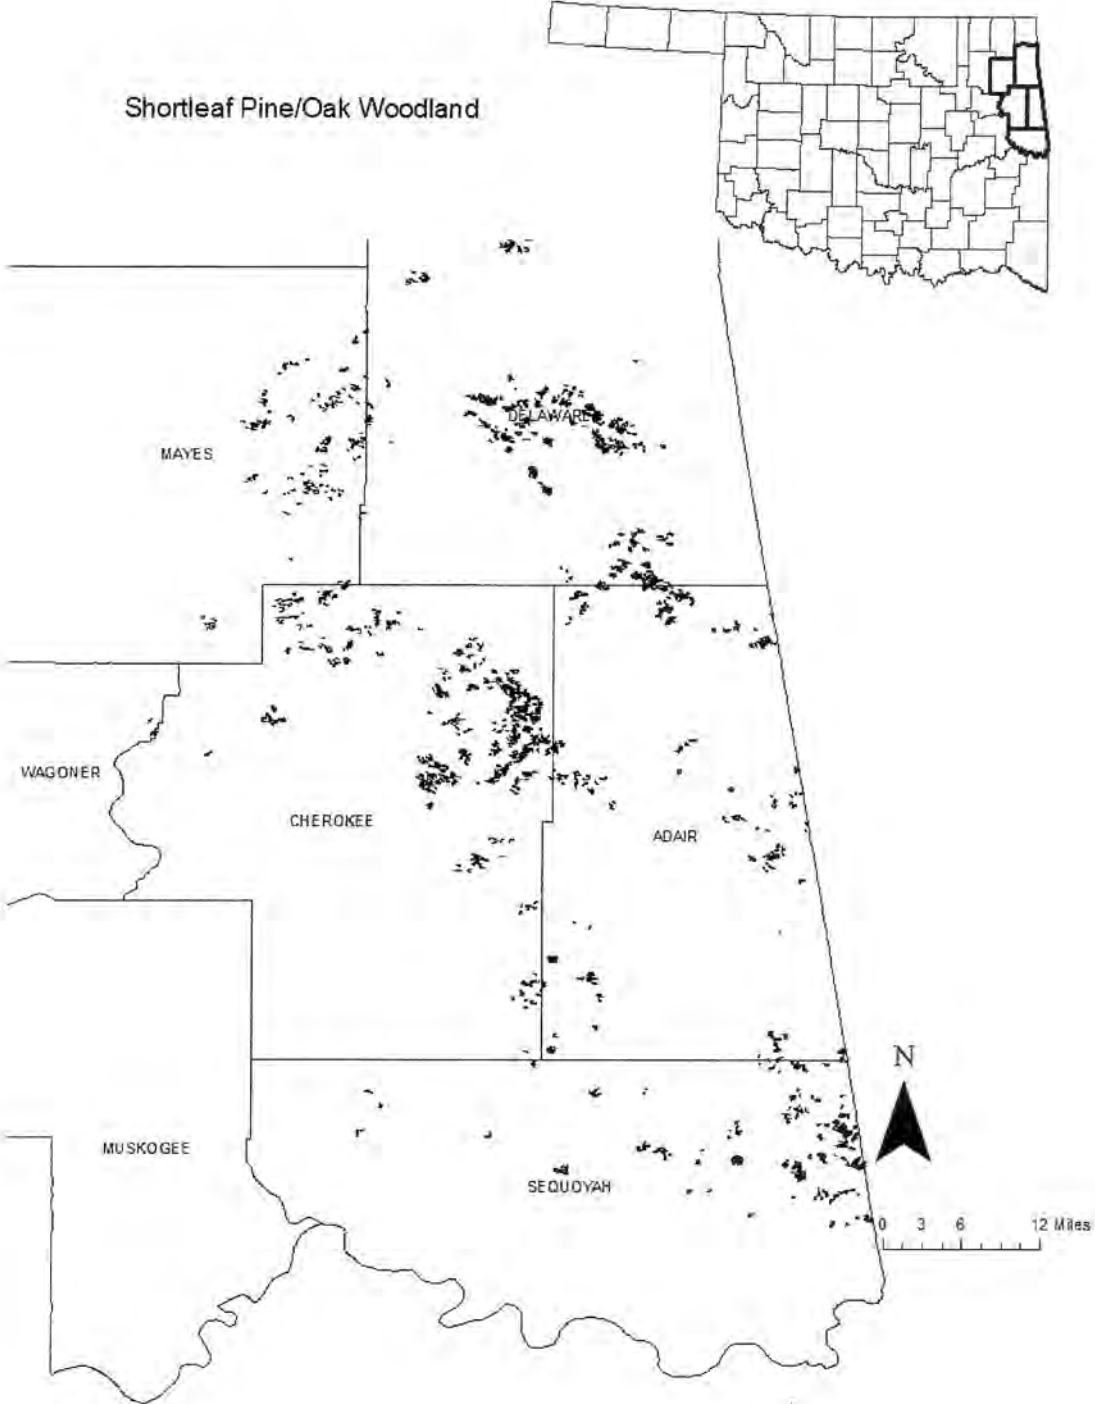 Shortleaf Pine/Oak Woodland
DELAWARE
MAYES
WAGONER
CHEROKEE
ADAIR
N
MUSKOGEE
SEQUOYAH
0 3 6 12 Miles